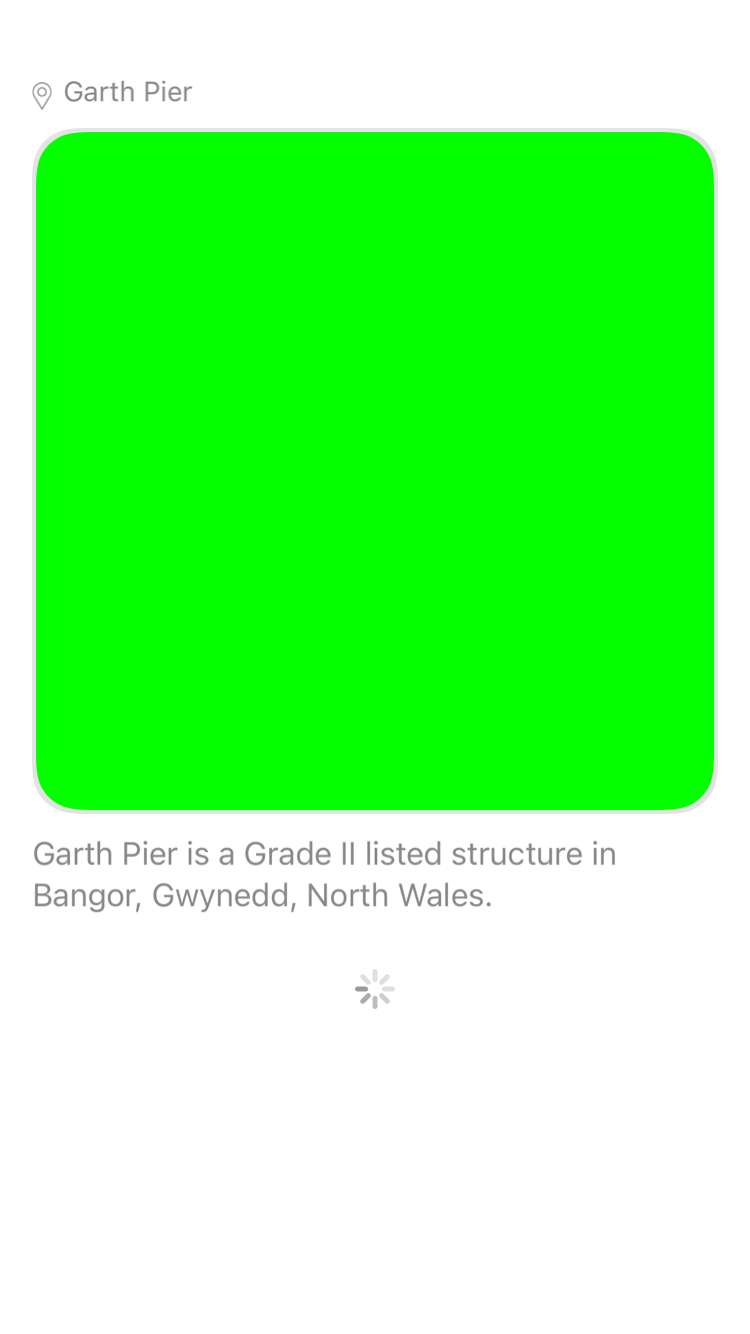 Garth Pier
Garth Pier is a Grade II listed structure in
Bangor, Gwynedd, North Wales.